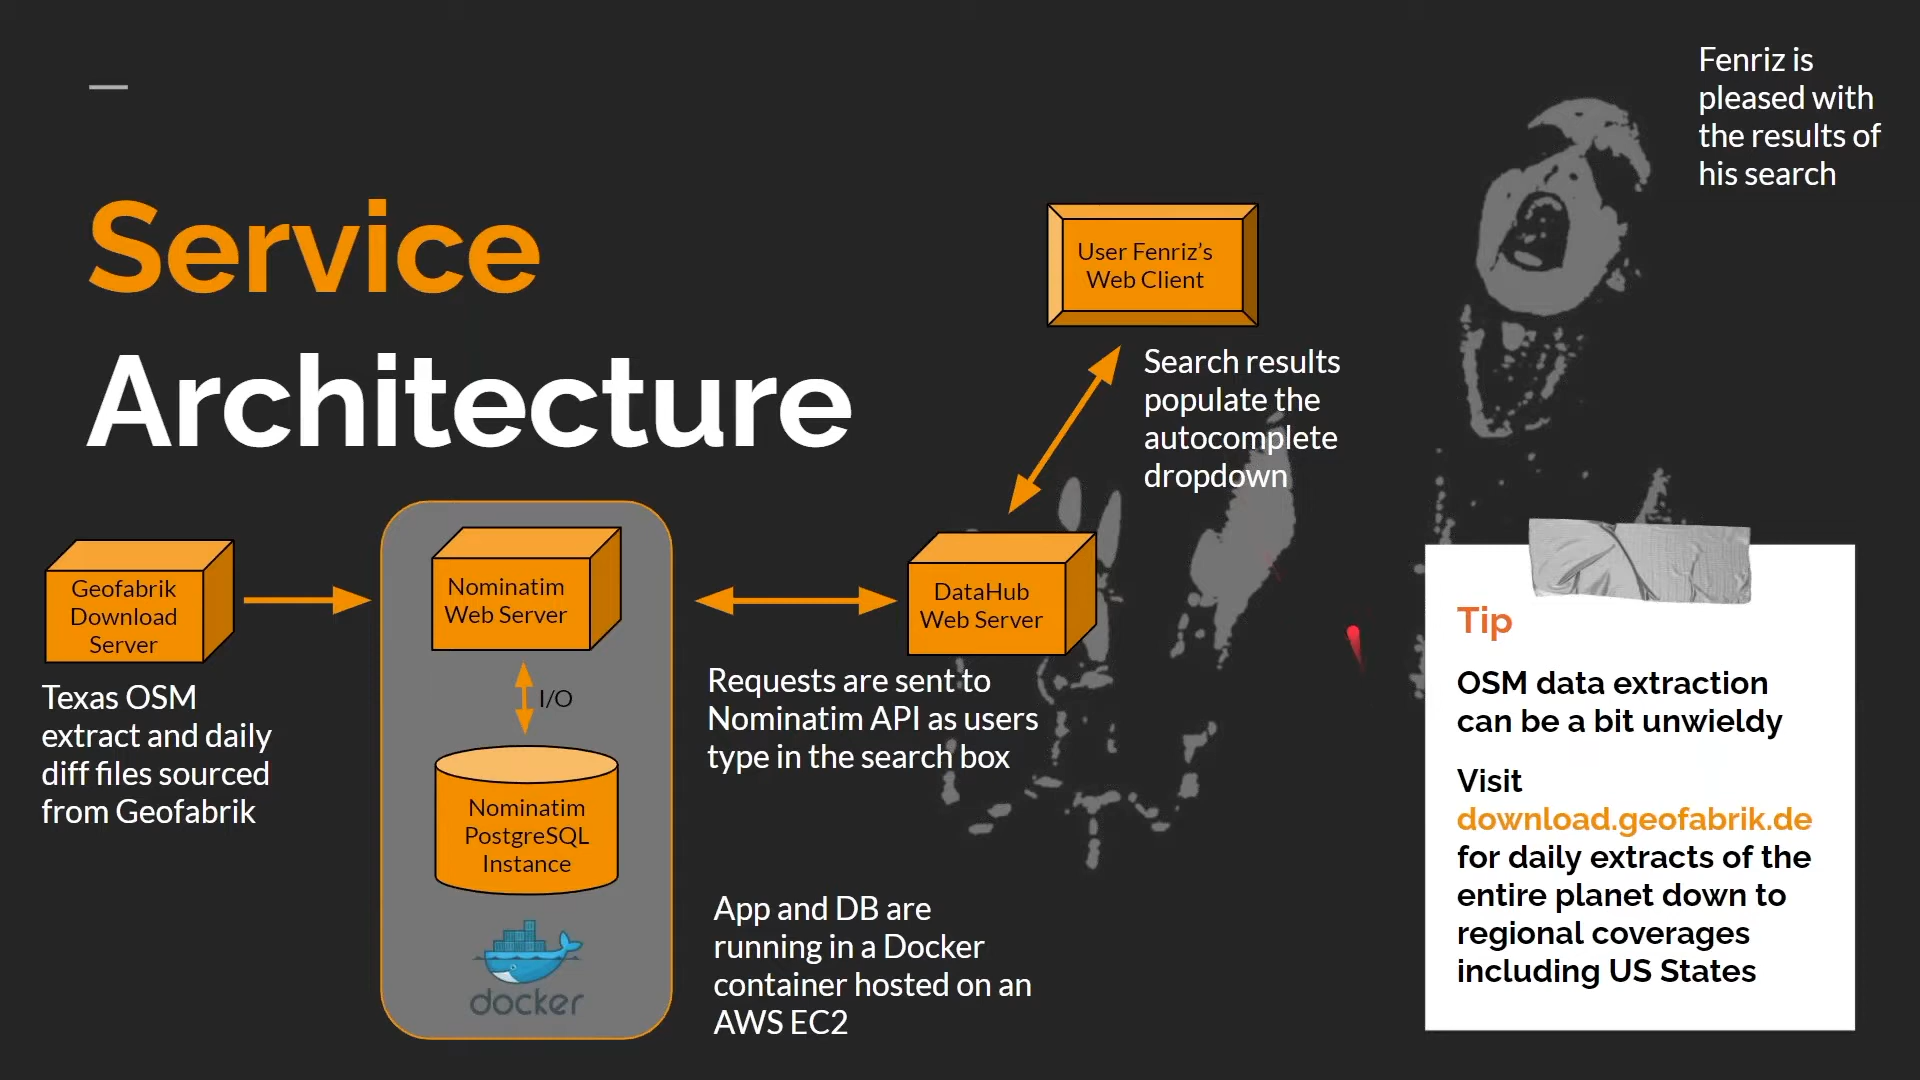 Fenriz is
pleased with
the results of
his search
Service
Architecture
User Fenriz’s
Web Client
Search results
populate the
autocomplete
dropdown
Geofabrik
Download
Server
Texas OSM
extract and daily
diff files sourced
from Geofabrik
Nominatim
Web Server
I/O
Nominatim
PostgreSQL
Instance
docker
DataHub
Web Server
Requests are sent to
Nominatim API as users
type in the search box
App and DB are
running in a Docker
container hosted on an
AWS EC2
Tip
OSM data extraction
can be a bit unwieldy
Visit
download.geofabrik.de
for daily extracts of the
entire planet down to
regional coverages
including US States